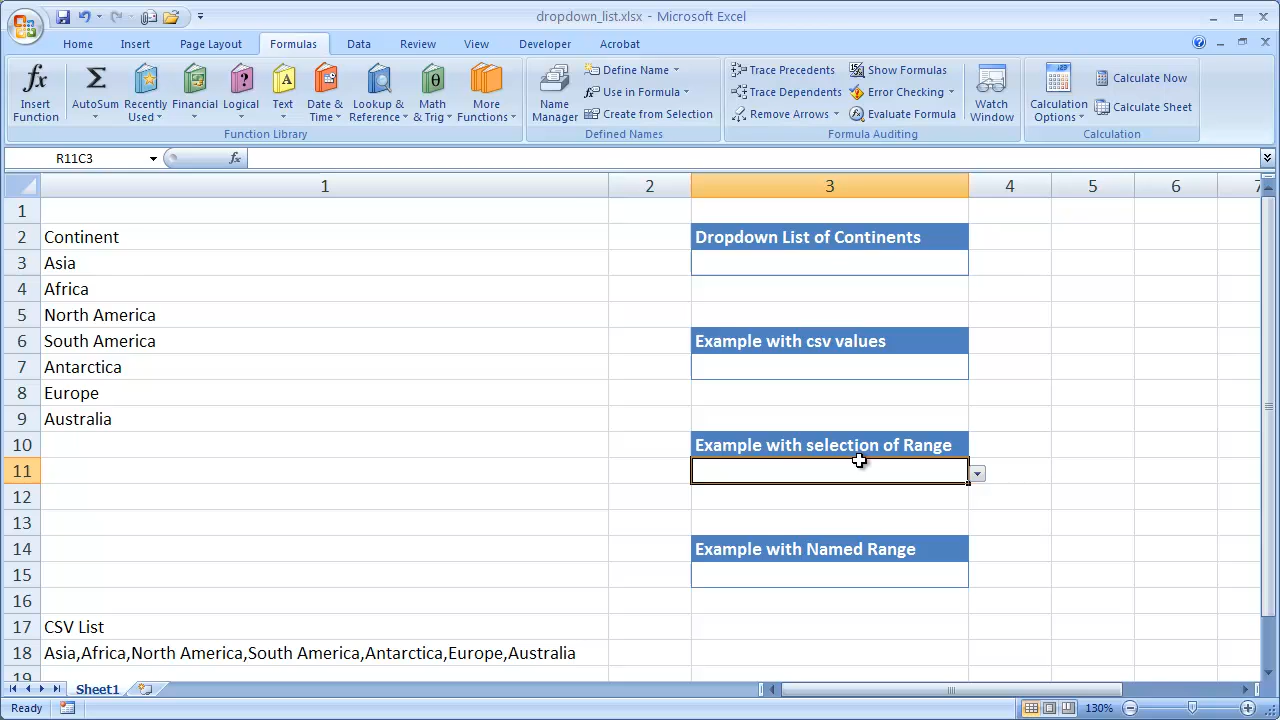 dropdown_list.xlsx - Microsoft Excel
Home Insert Page Layout Formulas Data Review View Developer Acrobat
Insert Function
AutoSum
Recently Used
Financial
Logical
Text
Date & Time
Lookup & Reference
Math & Trig
More Functions
Function Library
Name Manager
Define Name
Use in Formula
Create from Selection
Defined Names
Trace Precedents
Trace Dependents
Remove Arrows
Show Formulas
Error Checking
Evaluate Formula
Watch Window
Formula Auditing
Calculation Options
Calculate Now
Calculate Sheet
Calculation
R11C3 fx
1 2 3 4 5 6 7
1
2 Continent Dropdown List of Continents
3 Asia
4 Africa
5 North America
6 South America Example with csv values
7 Antarctica
8 Europe
9 Australia
10 Example with selection of Range
11
12
13
14 Example with Named Range
15
16
17 CSV List
18 Asia,Africa,North America,South America,Antarctica,Europe,Australia
19
Sheet1
Ready 130%